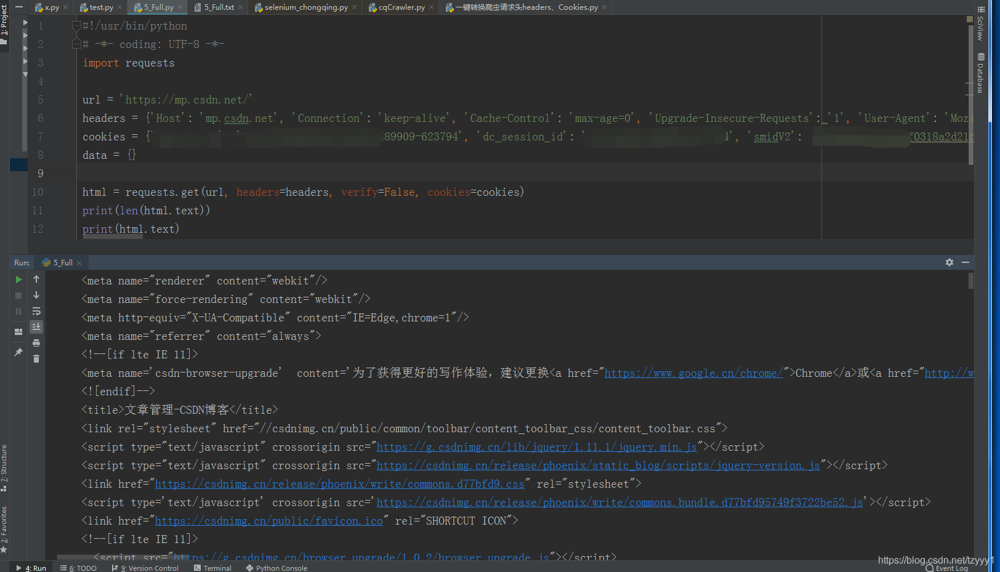 x.py
test.py
5_Full.py
5_Full.txt
selenium_chongqing.py
cqCrawler.py
一键转换爬虫请求头headers、Cookies.py
1: Project
SciView
Database
1 #!/usr/bin/python
2 # -*- coding: UTF-8 -*-
3 import requests
4
5 url = 'https://mp.csdn.net/'
6 headers = {'Host': 'mp.csdn.net', 'Connection': 'keep-alive', 'Cache-Control': 'max-age=0', 'Upgrade-Insecure-Requests': '1', 'User-Agent': 'Mozi
7 cookies = {' 89909-623794', 'dc_session_id': ' 4', 'smidV2': f0318a2d21b
8 data = {}
9
10 html = requests.get(url, headers=headers, verify=False, cookies=cookies)
11 print(len(html.text))
12 print(html.text)
Run: 5_Full
<meta name="renderer" content="webkit"/>
<meta name="force-rendering" content="webkit"/>
<meta http-equiv="X-UA-Compatible" content="IE=Edge,chrome=1"/>
<meta name="referrer" content="always">
<!--[if lte IE 11]>
<meta name='csdn-browser-upgrade'  content='为了获得更好的写作体验，建议更换<a href="https://www.google.cn/chrome/">Chrome</a>或<a href="http://w
<![endif]-->
<title>文章管理-CSDN博客</title>
<link rel="stylesheet" href="//csdnimg.cn/public/common/toolbar/content_toolbar_css/content_toolbar.css">
<script type="text/javascript" crossorigin src="https://g.csdnimg.cn/lib/jquery/1.11.1/jquery.min.js"></script>
<script type="text/javascript" crossorigin src="https://csdnimg.cn/release/phoenix/static_blog/scripts/jquery-version.js"></script>
<link href="https://csdnimg.cn/release/phoenix/write/commons.d77bfd9.css" rel="stylesheet">
<script type='text/javascript' crossorigin src='https://csdnimg.cn/release/phoenix/write/commons.bundle.d77bfd95749f3722be52.js'></script>
<link href="https://csdnimg.cn/public/favicon.ico" rel="SHORTCUT ICON">
<!--[if lte IE 11]>
<script src="https://g.csdnimg.cn/browser_upgrade/1.0.2/browser_upgrade.js"></script>
7: Structure
2: Favorites
4: Run
6: TODO
9: Version Control
Terminal
Python Console
Event Log
https://blog.csdn.net/tzyyy1